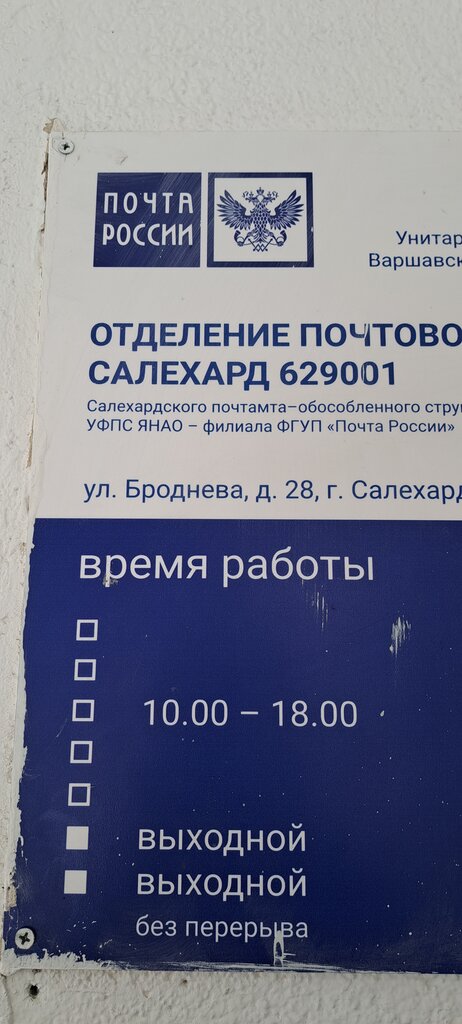 ПОЧТА
РОССИИ
Унитар
Варшавск
ОТДЕЛЕНИЕ ПОЧТОВО
САЛЕХАРД 629001
Салехардского почтамта–обособленного стру
УФПС ЯНАО – филиала ФГУП «Почта России»
ул. Броднева, д. 28, г. Салехард
время работы
10.00 – 18.00
выходной
выходной
без перерыва